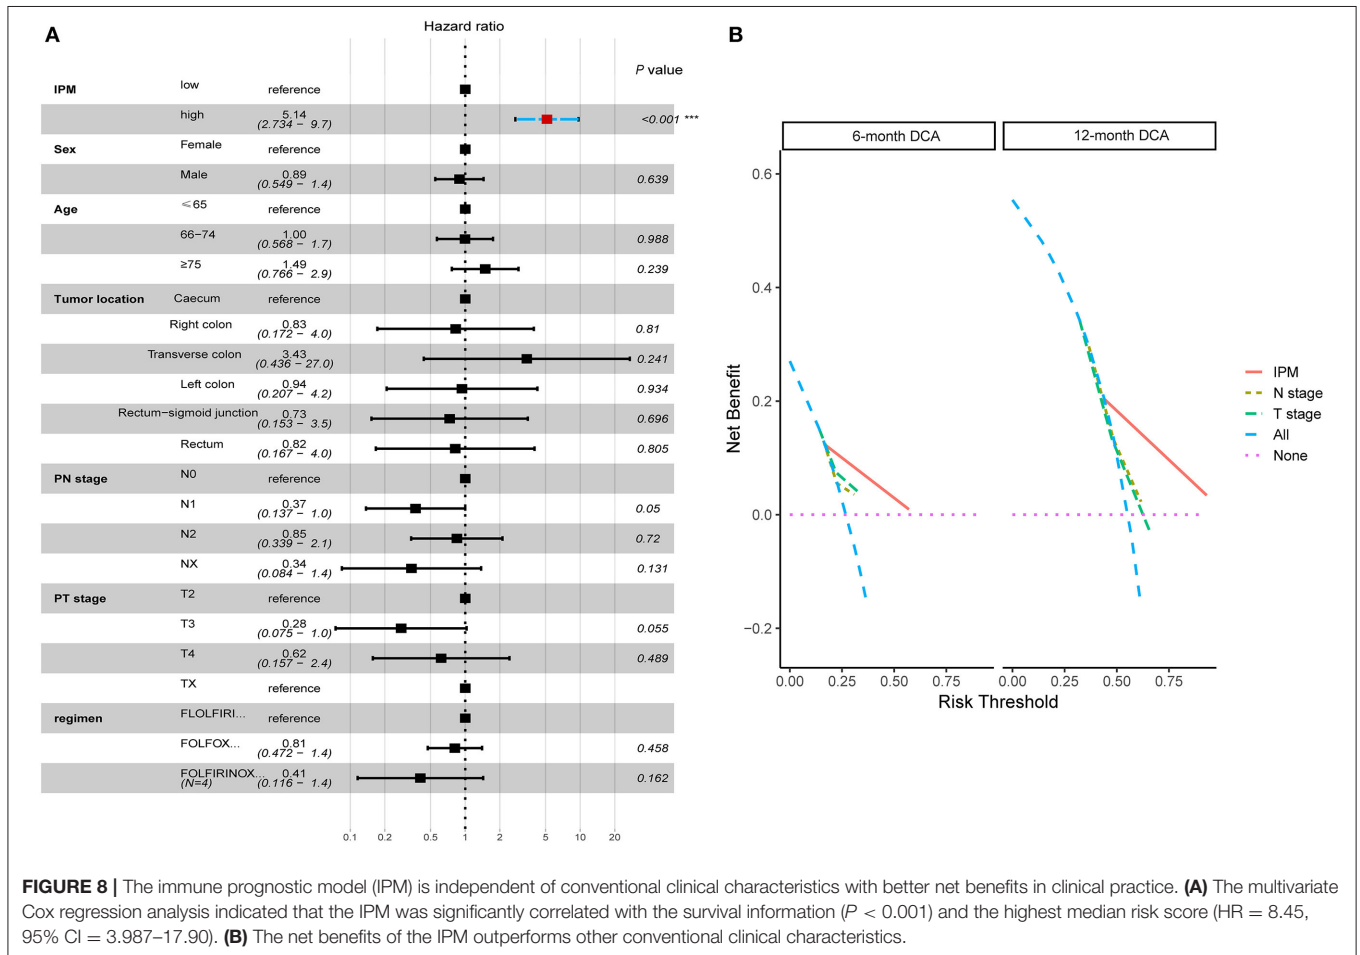 A
Hazard ratio
P value
IPM low reference
high 5.14 <0.001 ***
(2.734 − 9.7)
Sex Female reference
Male 0.89 0.639
(0.549 − 1.4)
Age ≤65 reference
66−74 1.00 0.988
(0.568 − 1.7)
≥75 1.49 0.239
(0.766 − 2.9)
Tumor location Caecum reference
Right colon 0.83 0.81
(0.172 − 4.0)
Transverse colon 3.43 0.241
(0.436 − 27.0)
Left colon 0.94 0.934
(0.207 − 4.2)
Rectum−sigmoid junction 0.73 0.696
(0.153 − 3.5)
Rectum 0.82 0.805
(0.167 − 4.0)
PN stage N0 reference
N1 0.37 0.05
(0.137 − 1.0)
N2 0.85 0.72
(0.339 − 2.1)
NX 0.34 0.131
(0.084 − 1.4)
PT stage T2 reference
T3 0.28 0.055
(0.075 − 1.0)
T4 0.62 0.489
(0.157 − 2.4)
TX reference
regimen FLOLFIRI... reference
FOLFOX... 0.81 0.458
(0.472 − 1.4)
FOLFIRINOX... 0.41 0.162
(N=4) (0.116 − 1.4)
0.1 0.2 0.5 1 2 5 10 20
B
6-month DCA 12-month DCA
0.6
0.4
0.2
0.0
−0.2
Net Benefit
0.00 0.25 0.50 0.75 0.00 0.25 0.50 0.75
Risk Threshold
IPM
N stage
T stage
All
None
FIGURE 8 | The immune prognostic model (IPM) is independent of conventional clinical characteristics with better net benefits in clinical practice. (A) The multivariate
Cox regression analysis indicated that the IPM was significantly correlated with the survival information (P < 0.001) and the highest median risk score (HR = 8.45,
95% CI = 3.987–17.90). (B) The net benefits of the IPM outperforms other conventional clinical characteristics.